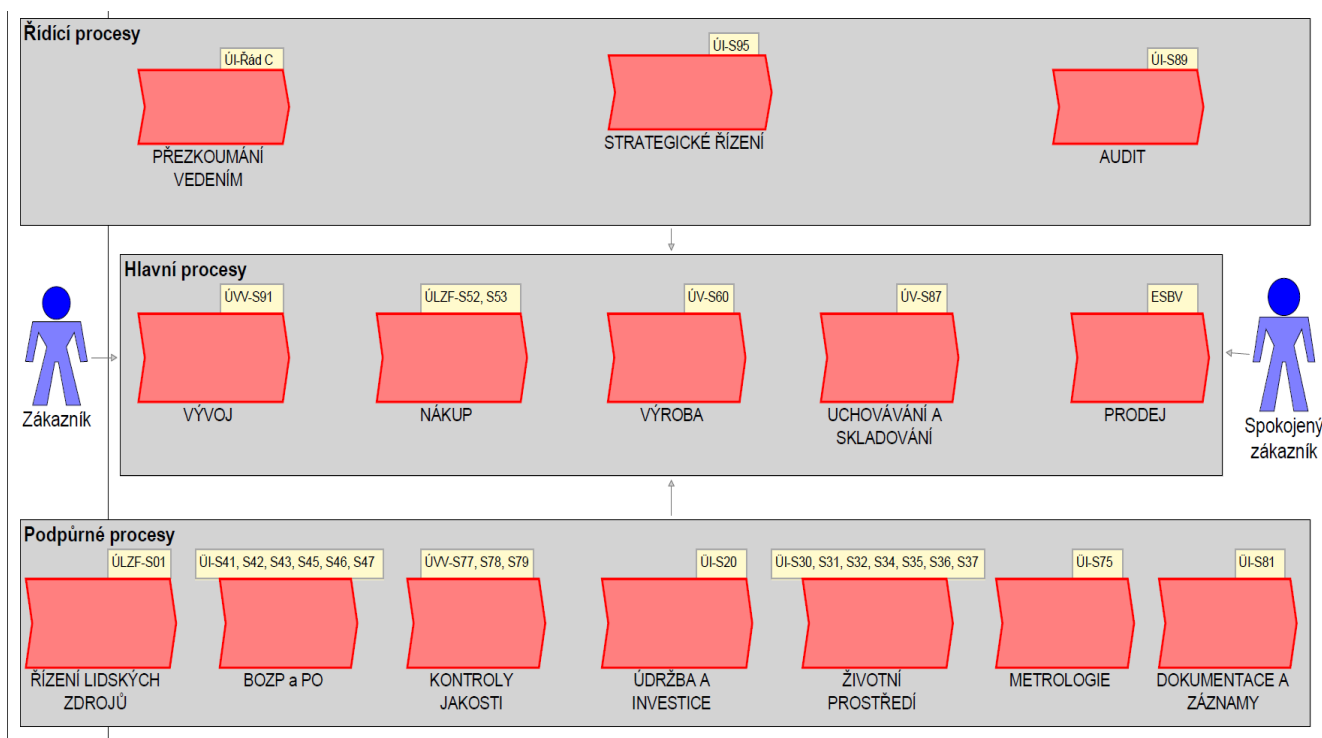 Řídící procesy
ÚI-Řád C
ÚI-S95
ÚI-S89
PŘEZKOUMÁNÍ
VEDENÍM
STRATEGICKÉ ŘÍZENÍ
AUDIT
Hlavní procesy
ÚVV-S91
ÚLZF-S52, S53
ÚV-S60
ÚV-S87
ESBV
VÝVOJ
NÁKUP
VÝROBA
UCHOVÁVÁNÍ A
SKLADOVÁNÍ
PRODEJ
Zákazník
Spokojený
zákazník
Podpůrné procesy
ÚLZF-S01
ÚI-S41, S42, S43, S45, S46, S47
ÚVV-S77, S78, S79
ÚI-S20
ÚI-S30, S31, S32, S34, S35, S36, S37
ÚI-S75
ÚI-S81
ŘÍZENÍ LIDSKÝCH
ZDROJŮ
BOZP a PO
KONTROLY
JAKOSTI
ÚDRŽBA A
INVESTICE
ŽIVOTNÍ
PROSTŘEDÍ
METROLOGIE
DOKUMENTACE A
ZÁZNAMY